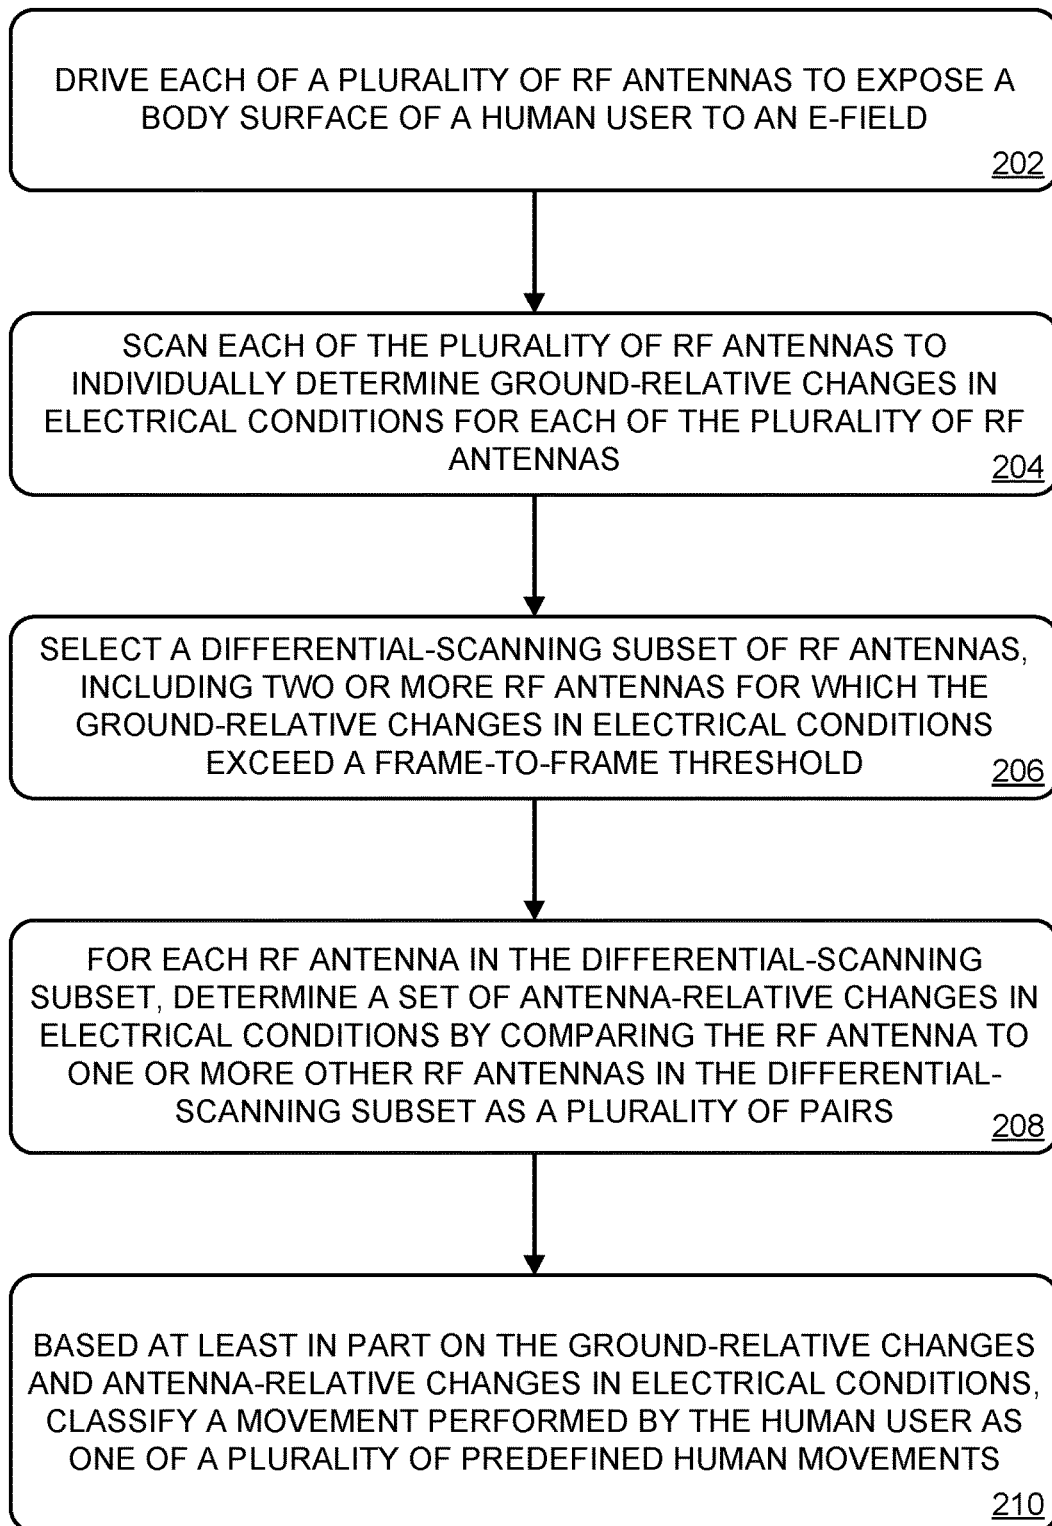 DRIVE EACH OF A PLURALITY OF RF ANTENNAS TO EXPOSE A
BODY SURFACE OF A HUMAN USER TO AN E-FIELD
202
SCAN EACH OF THE PLURALITY OF RF ANTENNAS TO
INDIVIDUALLY DETERMINE GROUND-RELATIVE CHANGES IN
ELECTRICAL CONDITIONS FOR EACH OF THE PLURALITY OF RF
ANTENNAS
204
SELECT A DIFFERENTIAL-SCANNING SUBSET OF RF ANTENNAS,
INCLUDING TWO OR MORE RF ANTENNAS FOR WHICH THE
GROUND-RELATIVE CHANGES IN ELECTRICAL CONDITIONS
EXCEED A FRAME-TO-FRAME THRESHOLD
206
FOR EACH RF ANTENNA IN THE DIFFERENTIAL-SCANNING
SUBSET, DETERMINE A SET OF ANTENNA-RELATIVE CHANGES IN
ELECTRICAL CONDITIONS BY COMPARING THE RF ANTENNA TO
ONE OR MORE OTHER RF ANTENNAS IN THE DIFFERENTIAL-
SCANNING SUBSET AS A PLURALITY OF PAIRS
208
BASED AT LEAST IN PART ON THE GROUND-RELATIVE CHANGES
AND ANTENNA-RELATIVE CHANGES IN ELECTRICAL CONDITIONS,
CLASSIFY A MOVEMENT PERFORMED BY THE HUMAN USER AS
ONE OF A PLURALITY OF PREDEFINED HUMAN MOVEMENTS
210